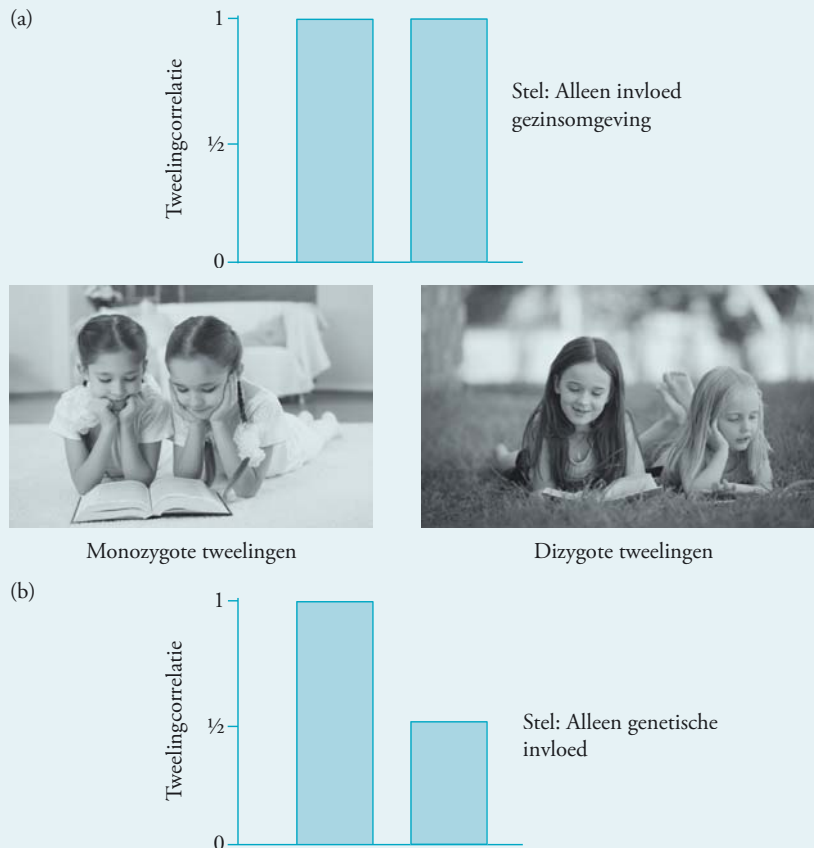 (a)
1
½
0
Tweelingcorrelatie
Stel: Alleen invloed
gezinsomgeving
Monozygote tweelingen
Dizygote tweelingen
(b)
1
½
0
Tweelingcorrelatie
Stel: Alleen genetische
invloed